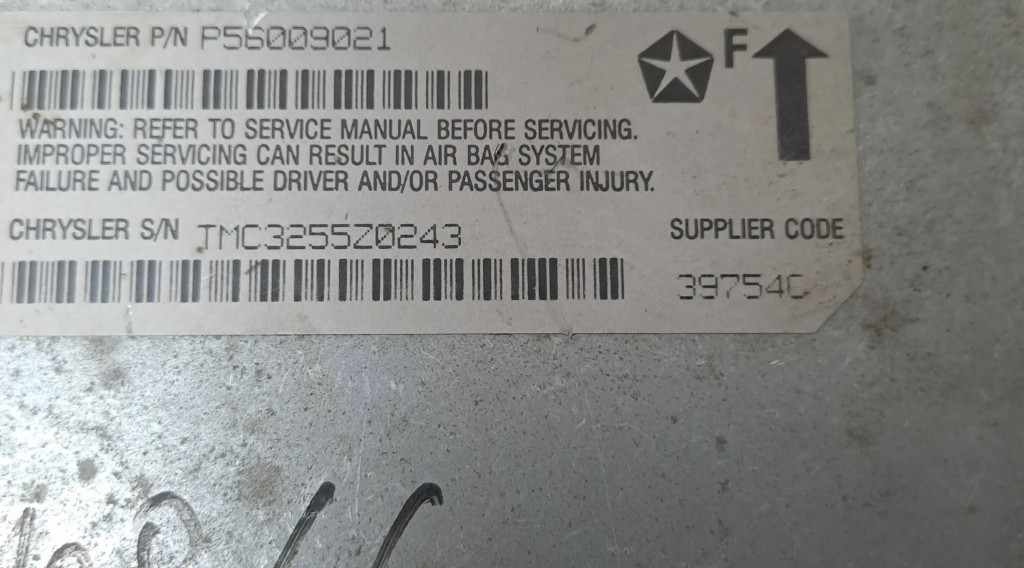 CHRYSLER P/N P56009021
F
WARNING: REFER TO SERVICE MANUAL BEFORE SERVICING.
IMPROPER SERVICING CAN RESULT IN AIR BAG SYSTEM
FAILURE AND POSSIBLE DRIVER AND/OR PASSENGER INJURY.
CHRYSLER S/N TMC3255Z0243
SUPPLIER CODE
39754C